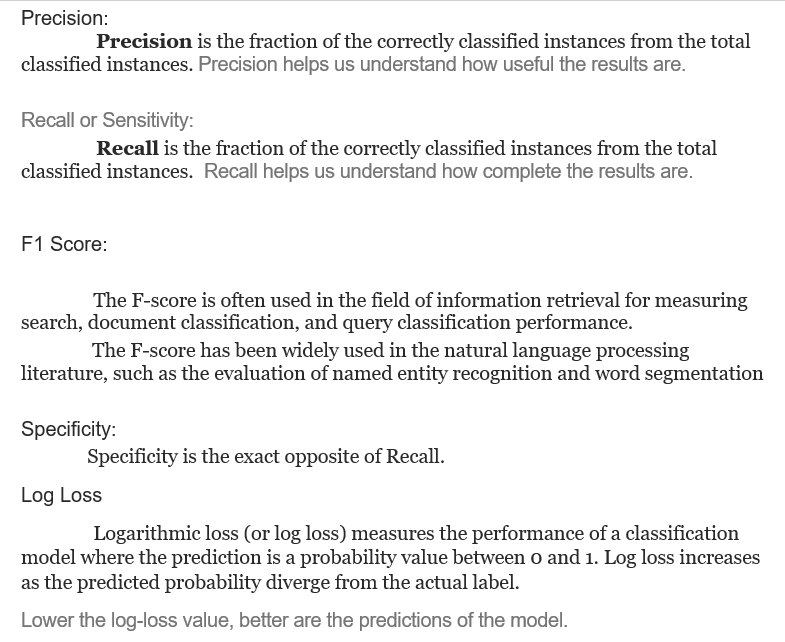 Precision:
Precision is the fraction of the correctly classified instances from the total
classified instances. Precision helps us understand how useful the results are.
Recall or Sensitivity:
Recall is the fraction of the correctly classified instances from the total
classified instances. Recall helps us understand how complete the results are.
F1 Score:
The F-score is often used in the field of information retrieval for measuring
search, document classification, and query classification performance.
The F-score has been widely used in the natural language processing
literature, such as the evaluation of named entity recognition and word segmentation
Specificity:
Specificity is the exact opposite of Recall.
Log Loss
Logarithmic loss (or log loss) measures the performance of a classification
model where the prediction is a probability value between 0 and 1. Log loss increases
as the predicted probability diverge from the actual label.
Lower the log-loss value, better are the predictions of the model.